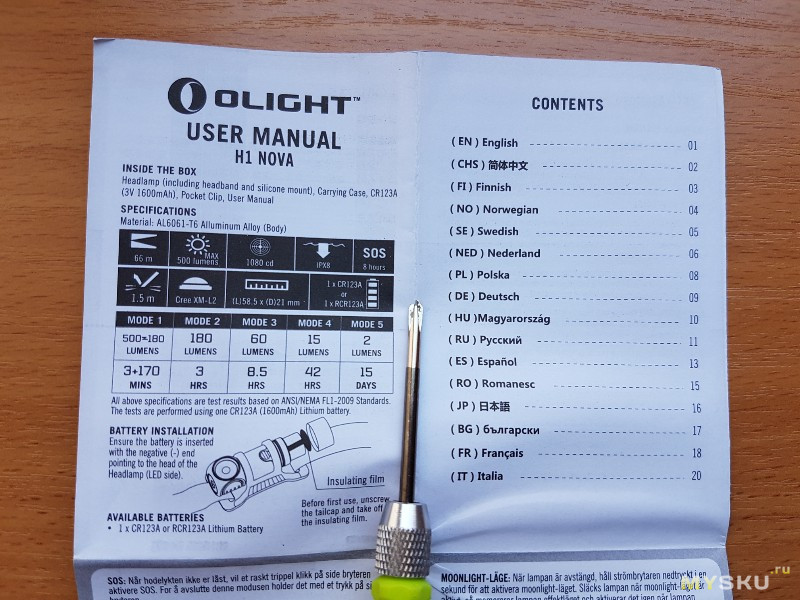 OLIGHT™
USER MANUAL
H1 NOVA
INSIDE THE BOX
Headlamp (including headband and silicone mount), Carrying Case, CR123A
(3V 1600mAh), Pocket Clip, User Manual
SPECIFICATIONS
Material: AL6061-T6 Alluminum Alloy (Body)
MAX
SOS
66 m
500 lumens
1080 cd
IPX8
8 hours
1 x CR123A
or
1 x RCR123A
1.5 m
Cree XM-L2
(L)58.5 x (D)21 mm
MODE 1 MODE 2 MODE 3 MODE 4 MODE 5
500~180 180 60 15 2
LUMENS LUMENS LUMENS LUMENS LUMENS
3+170 3 8.5 42 15
MINS HRS HRS HRS DAYS
All above specifications are test results based on ANSI/NEMA FL1-2009 Standards.
The tests are performed using one CR123A (1600mAh) Lithium battery.
BATTERY INSTALLATION
Ensure the battery is inserted
with the negative (-) end
pointing to the head of the
Headlamp (LED side).
Insulating film
Before first use, unscrew
the tailcap and take off
the insulating film.
AVAILABLE BATTERIES
• 1 x CR123A or RCR123A Lithium Battery
SOS: Når hodelykten ikke er låst, vil et raskt trippel klikk på side bryteren
aktivere SOS. For å avslutte denne modusen holder det med et trykk på
CONTENTS
( EN ) English 01
( CHS ) 简体中文 02
( FI ) Finnish 03
( NO ) Norwegian 04
( SE ) Swedish 05
( NED ) Nederland 06
( PL ) Polska 08
( DE ) Deutsch 09
( HU )Magyarország 10
( RU ) Русский 11
( ES ) Español 13
( RO ) Romanesc 15
( JP ) 日本語 16
( BG ) български 17
( FR ) Français 18
( IT ) Italia 20
MOONLIGHT-LÄGE: När lampan är avstängd, håll strömbrytaren nedtryckt i en
sekund för att aktivera moonlight-läget. Släcks lampan när moonlight-läget är
MYSKU.ru